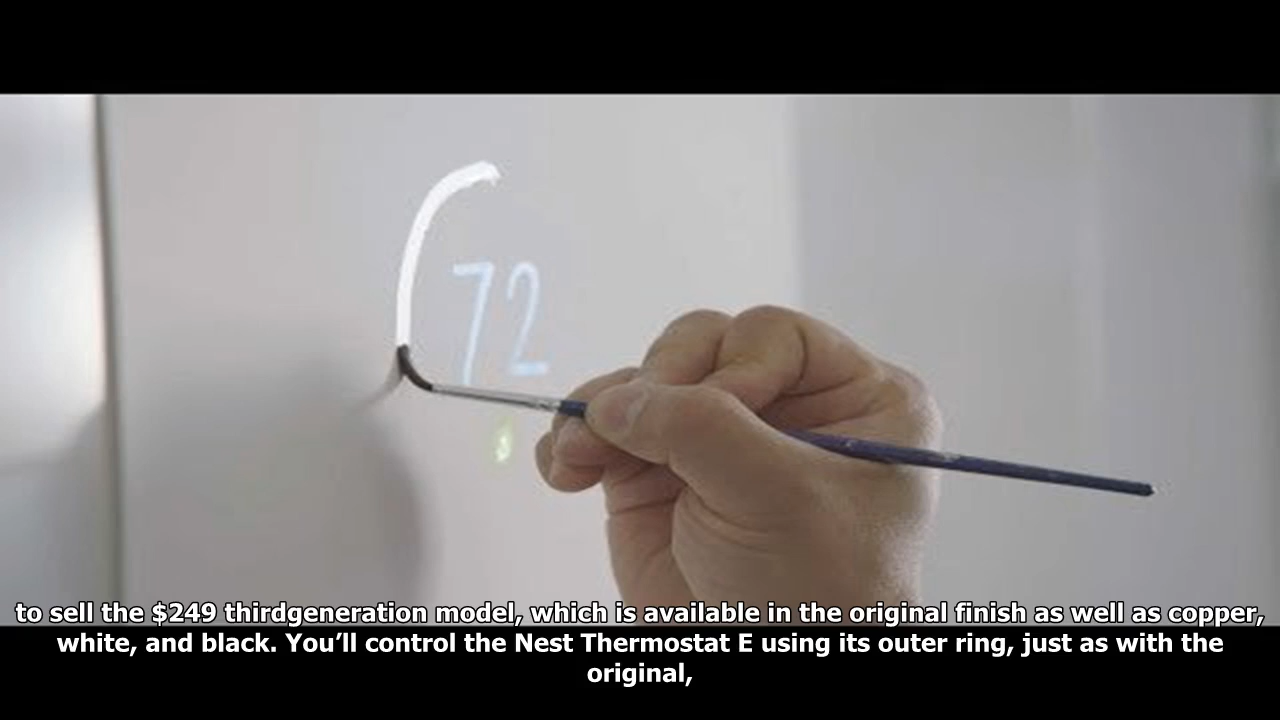 72
to sell the $249 thirdgeneration model, which is available in the original finish as well as copper,
white, and black. You’ll control the Nest Thermostat E using its outer ring, just as with the
original,